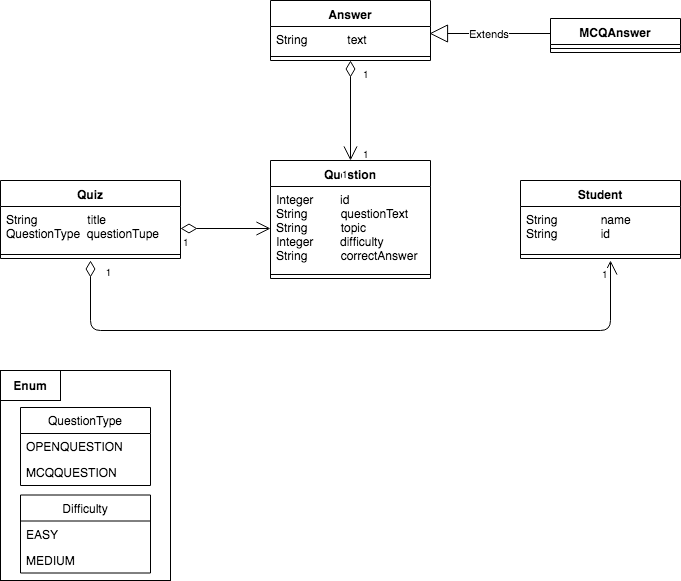 Answer
String text
1
Extends
MCQAnswer
1
Question
1
Integer id
String questionText
String topic
Integer difficulty
String correctAnswer
Quiz
String title
QuestionType questionTupe
1
1
Student
String name
String id
1
Enum
QuestionType
OPENQUESTION
MCQQUESTION
Difficulty
EASY
MEDIUM